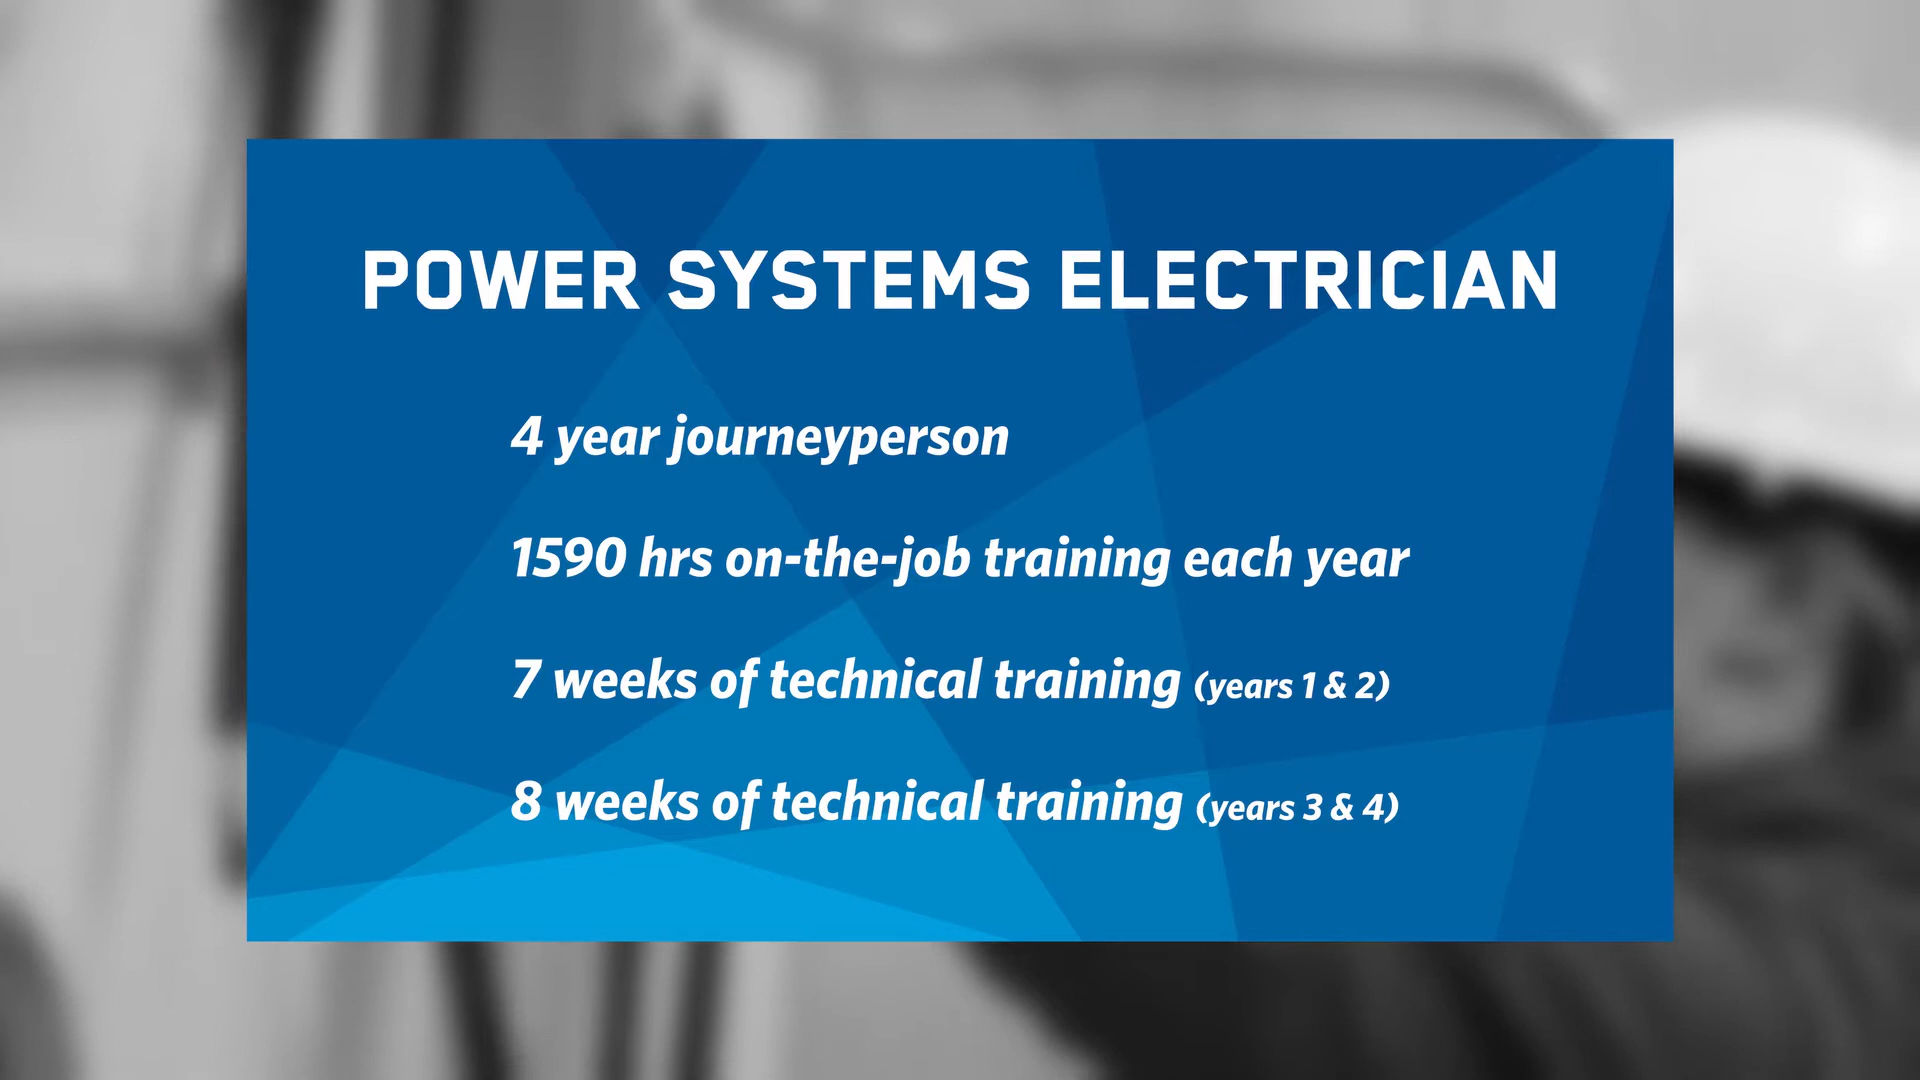 POWER SYSTEMS ELECTRICIAN
4 year journeyperson
1590 hrs on-the-job training each year
7 weeks of technical training (years 1 & 2)
8 weeks of technical training (years 3 & 4)